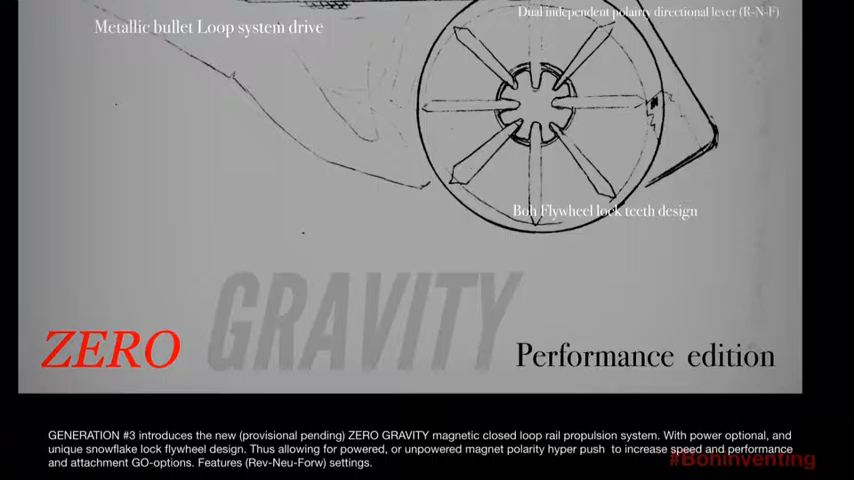 Dual independent polairty directional lever (R-N-F)
Metallic bullet Loop system drive
Boh Flywheel lock teeth design
ZERO GRAVITY Performance edition
GENERATION #3 introduces the new (provisional pending) ZERO GRAVITY magnetic closed loop rail propulsion system. With power optional, and
unique snowflake lock flywheel design. Thus allowing for powered, or unpowered magnet polarity hyper push to increase speed and performance
and attachment GO-options. Features (Rev-Neu-Forw) settings.
#Bohinventing